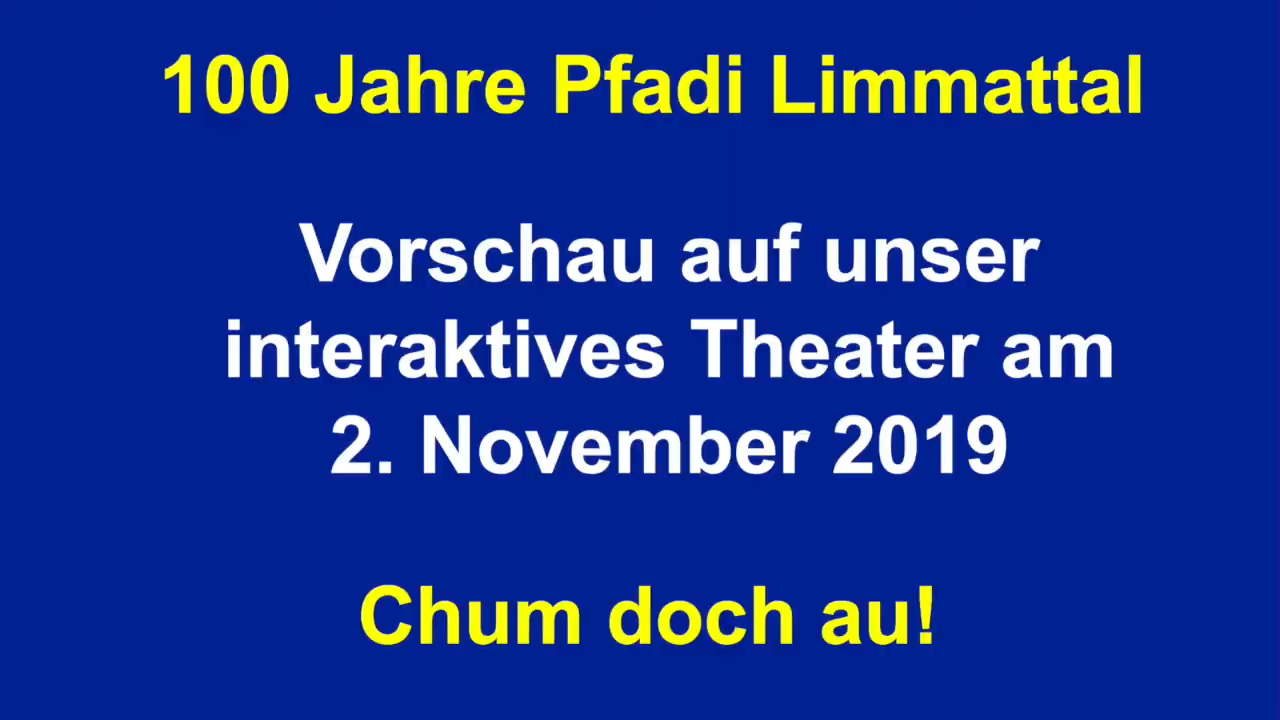 100 Jahre Pfadi Limmattal
Vorschau auf unser
interaktives Theater am
2. November 2019
Chum doch au!